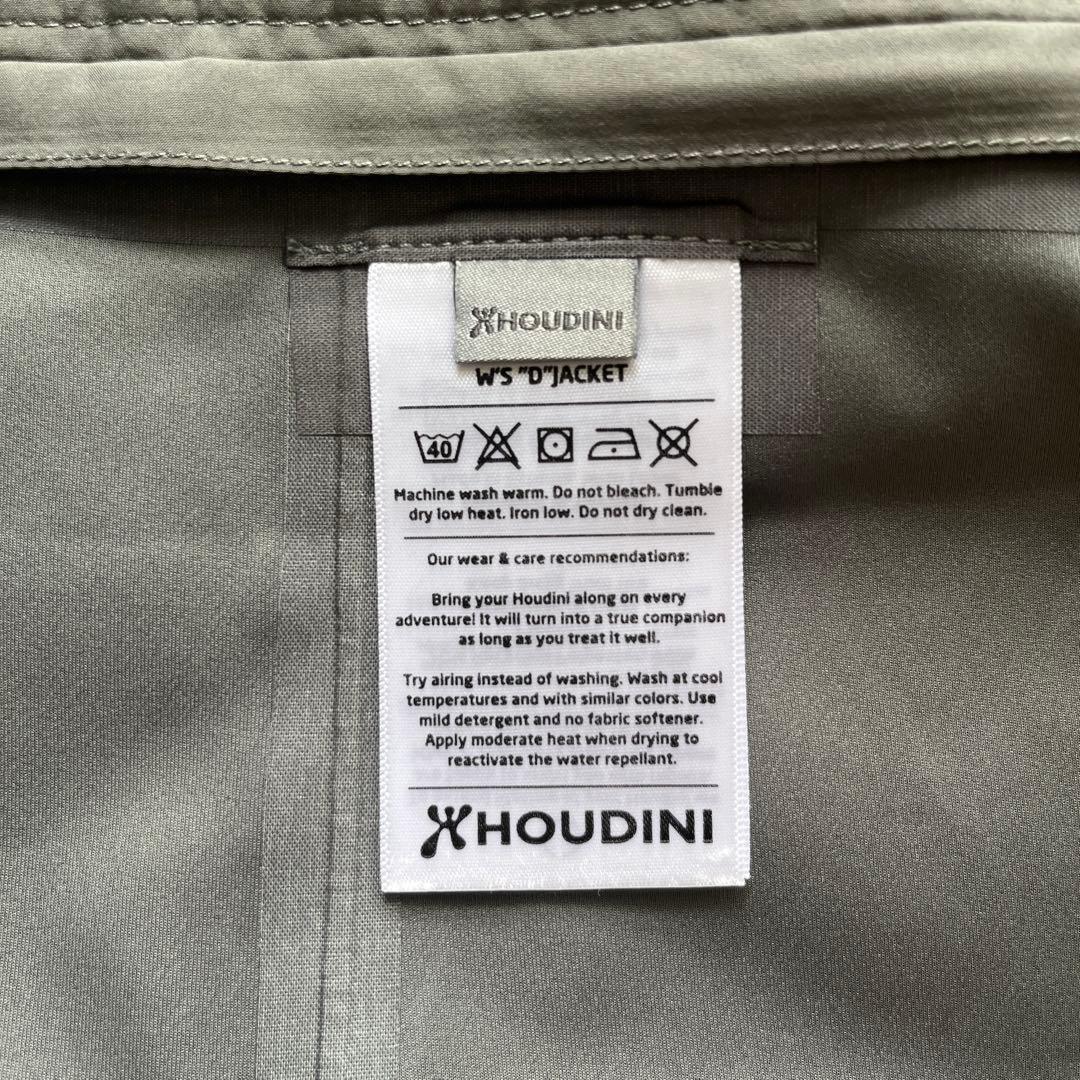 HOUDINI
W'S "D"JACKET
40
Machine wash warm. Do not bleach. Tumble
dry low heat. Iron low. Do not dry clean.
Our wear & care recommendations:
Bring your Houdini along on every
adventure! It will turn into a true companion
as long as you treat it well.
Try airing instead of washing. Wash at cool
temperatures and with similar colors. Use
mild detergent and no fabric softener.
Apply moderate heat when drying to
reactivate the water repellant.
HOUDINI